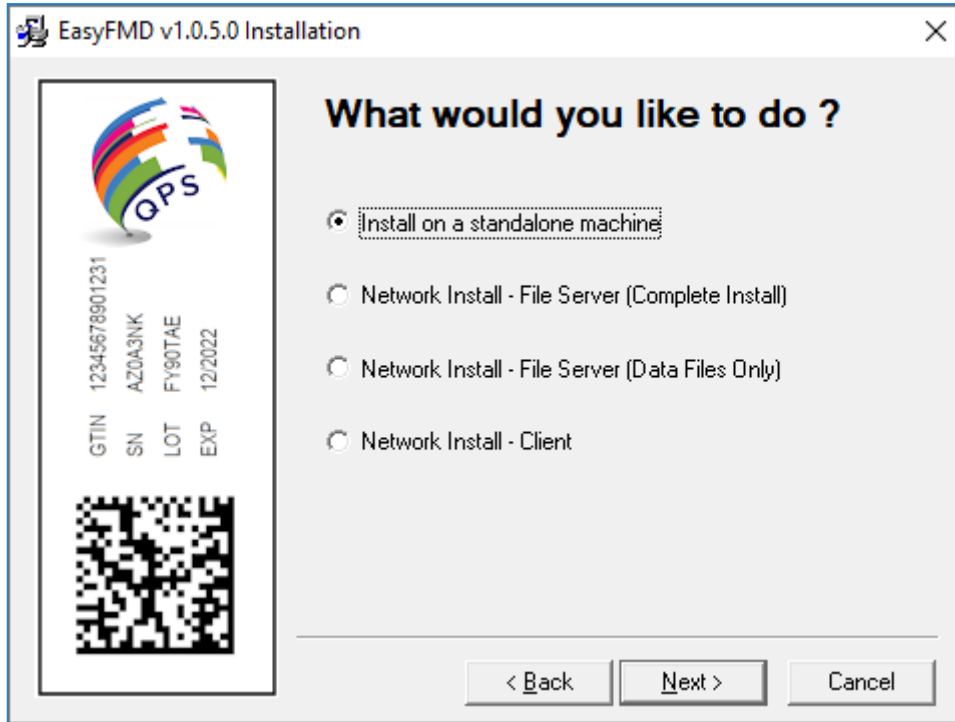 EasyFMD v1.0.5.0 Installation
QPS
GTIN 12345678901231
SN AZ0A3NK
LOT FY90TAE
EXP 12/2022
What would you like to do ?
Install on a standalone machine
Network Install - File Server (Complete Install)
Network Install - File Server (Data Files Only)
Network Install - Client
< Back
Next >
Cancel